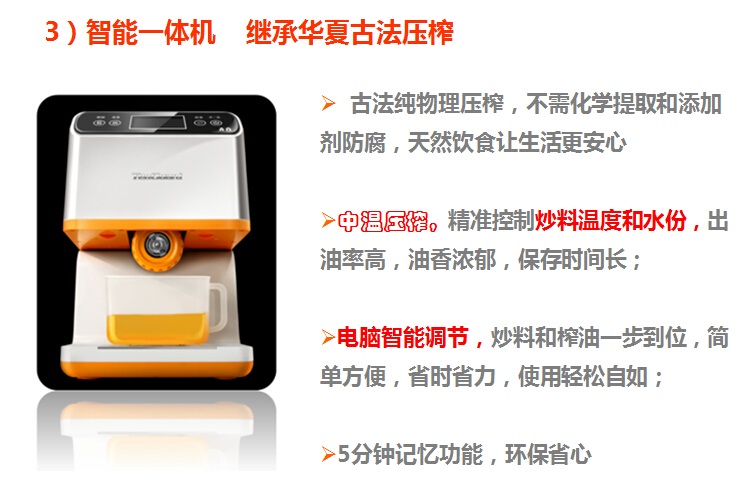 3）智能一体机 继承华夏古法压榨
古法纯物理压榨，不需化学提取和添加
剂防腐，天然饮食让生活更安心
中温压榨，精准控制炒料温度和水份，出
油率高，油香浓郁，保存时间长；
电脑智能调节，炒料和榨油一步到位，简
单方便，省时省力，使用轻松自如；
5分钟记忆功能，环保省心